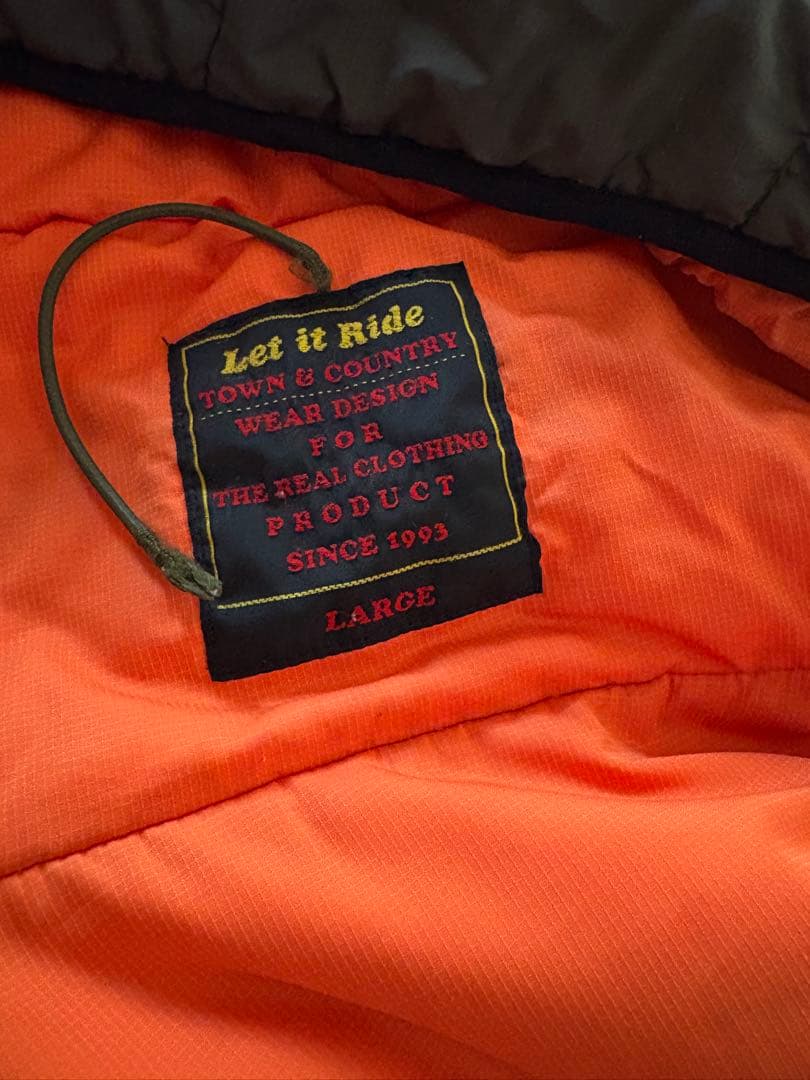 Let it Ride
TOWN & COUNTRY
WEAR DESIGN
FOR
THE REAL CLOTHING
PRODUCT
SINCE 1993
LARGE